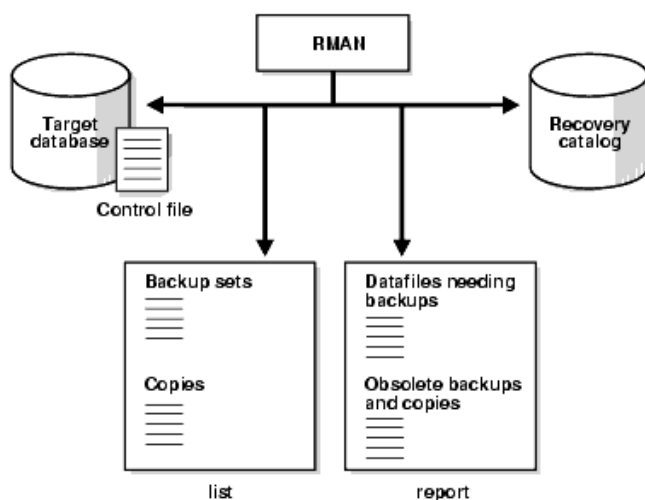 RMAN
Target
database
Control file
Recovery
catalog
Backup sets
Copies
list
Datafiles needing
backups
Obsolete backups
and copies
report